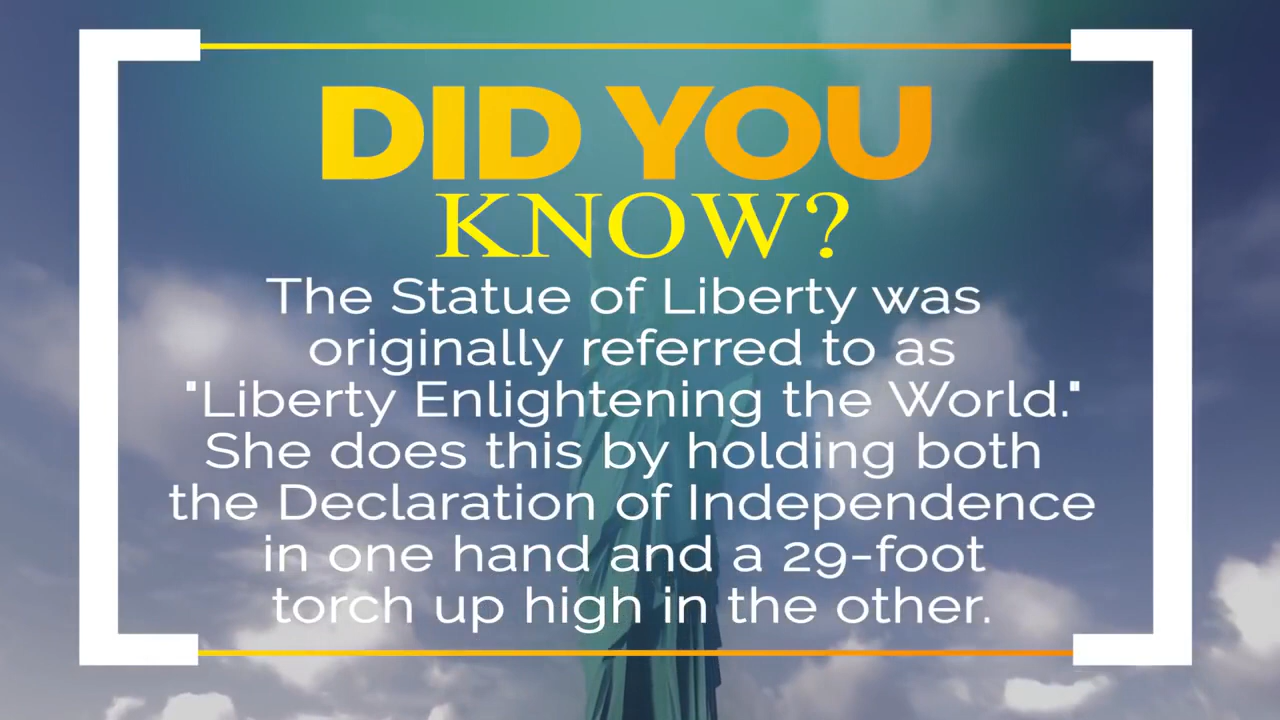 DID YOU
KNOW?
The Statue of Liberty was
originally referred to as
"Liberty Enlightening the World."
She does this by holding both
the Declaration of Independence
in one hand and a 29-foot
torch up high in the other.